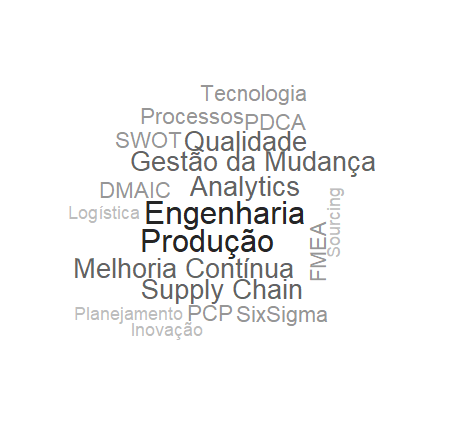 Tecnologia
Processos PDCA
SWOT Qualidade
Gestão da Mudança
DMAIC Analytics
Logística Engenharia
Sourcing
Produção
FMEA
Melhoria Contínua
Supply Chain
Planejamento PCP SixSigma
Inovação